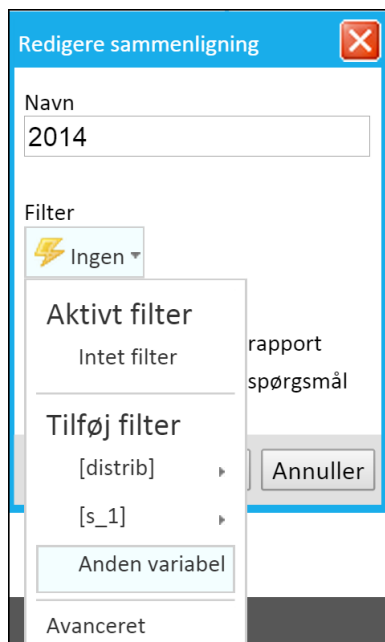 Redigere sammenligning
Navn
2014
Filter
Ingen
Aktivt filter
Intet filter
rapport
spørgsmål
Tilføj filter
[distrib]
[s_1]
Annuller
Anden variabel
Avanceret